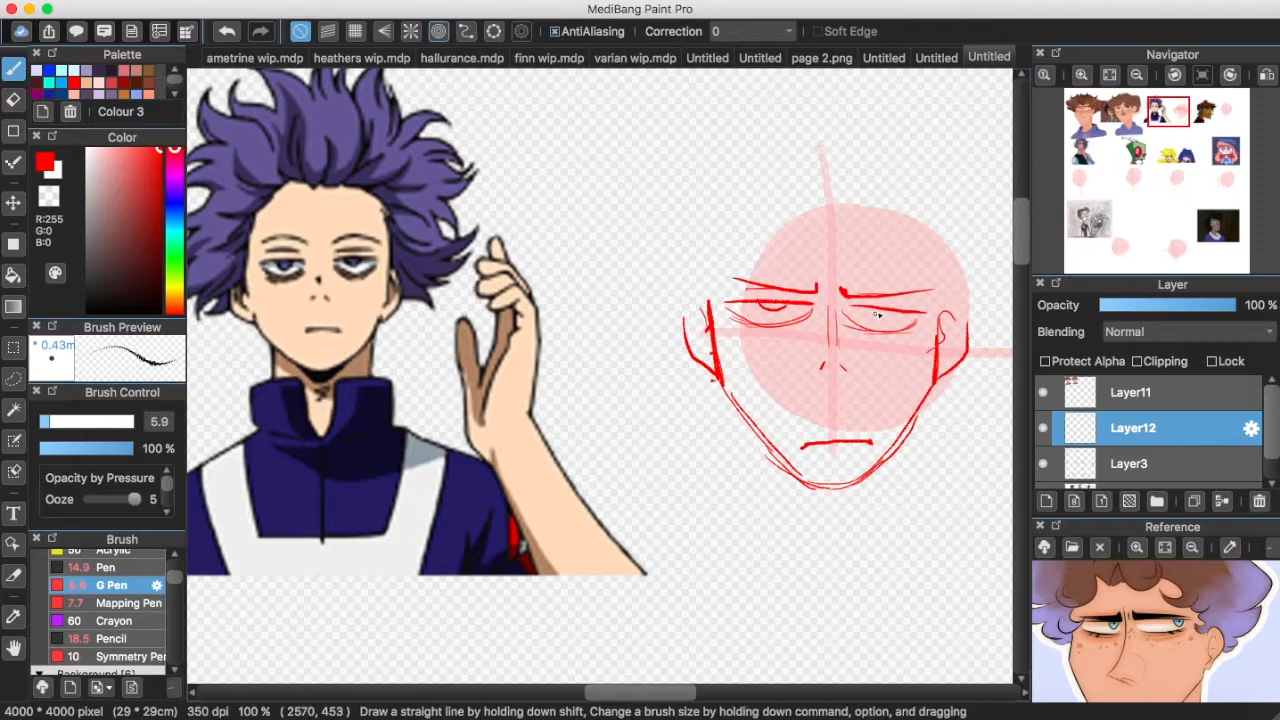 MediBang Paint Pro
AntiAliasing Correction 0 Soft Edge
Palette
ametrine wip.mdp heathers wip.mdp hallurance.mdp finn wip.mdp varian wip.mdp Untitled Untitled page 2.png Untitled Untitled Untitled
Navigator
Colour 3
Color
R:255
G:0
B:0
Layer
Opacity 100 %
Blending Normal
Protect Alpha Clipping Lock
Brush Preview
* 0.43m
Layer11
Brush Control
5.9
Layer12
100 %
Layer3
Opacity by Pressure
Ooze 5
Reference
Brush
50 Acrylic
14.9 Pen
G Pen
7.7 Mapping Pen
60 Crayon
18.5 Pencil
10 Symmetry Pen
Background [6]
4000 * 4000 pixel (29 * 29cm) 350 dpi 100 % ( 2570, 453 ) Draw a straight line by holding down shift, Change a brush size by holding down command, option, and dragging